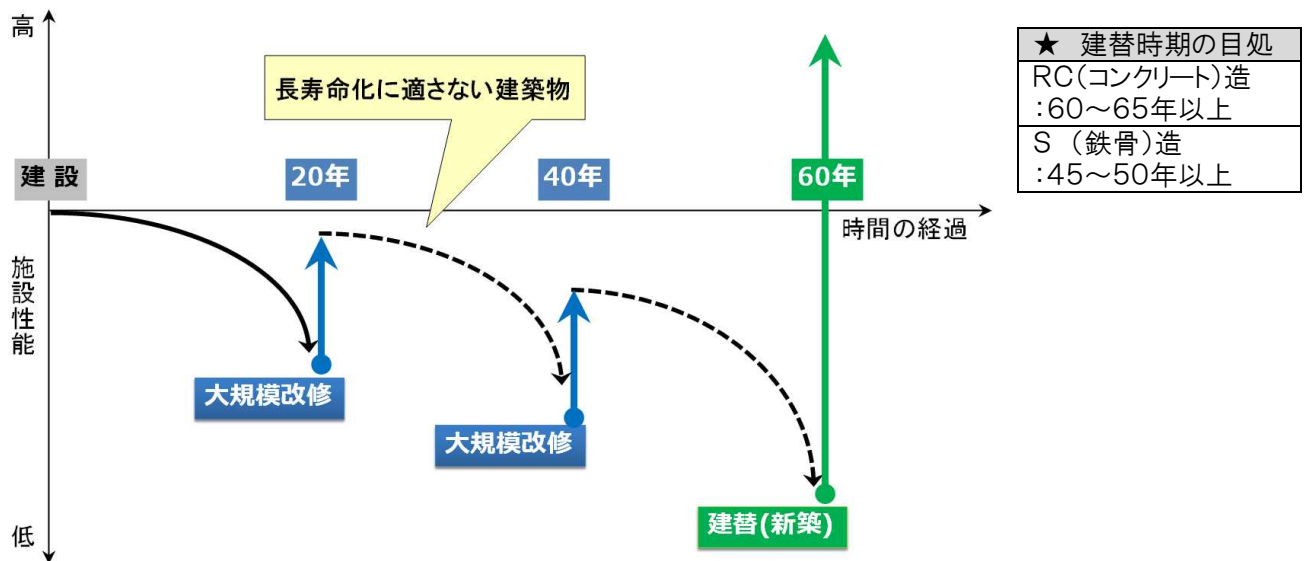 高
長寿命化に適さない建築物
建 設
20年
40年
60年
時間の経過
施設性能
大規模改修
大規模改修
建替(新築)
低
★ 建替時期の目処
RC(コンクリート)造
:60～65年以上
S (鉄骨)造
:45～50年以上